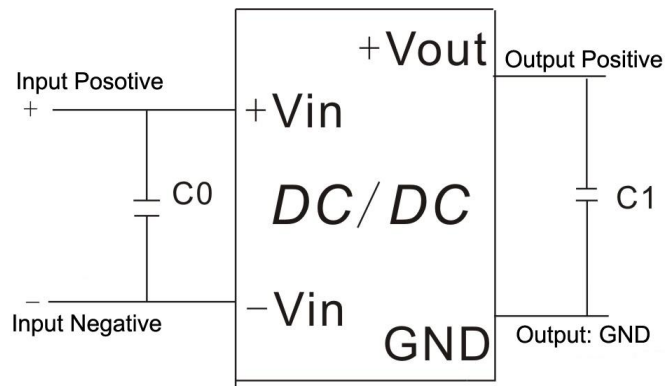 +Vout
Output Positive
Input Posotive
+
+Vin
C0
DC/DC
C1
−
−Vin
Input Negative
GND
Output: GND